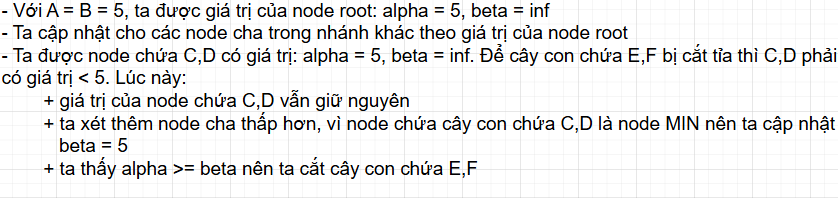 - Với A = B = 5, ta được giá trị của node root: alpha = 5, beta = inf
- Ta cập nhật cho các node cha trong nhánh khác theo giá trị của node root
- Ta được node chứa C,D có giá trị: alpha = 5, beta = inf. Để cây con chứa E,F bị cắt tỉa thì C,D phải
có giá trị < 5. Lúc này:
+ giá trị của node chứa C,D vẫn giữ nguyên
+ ta xét thêm node cha thấp hơn, vì node chứa cây con chứa C,D là node MIN nên ta cập nhật
beta = 5
+ ta thấy alpha >= beta nên ta cắt cây con chứa E,F